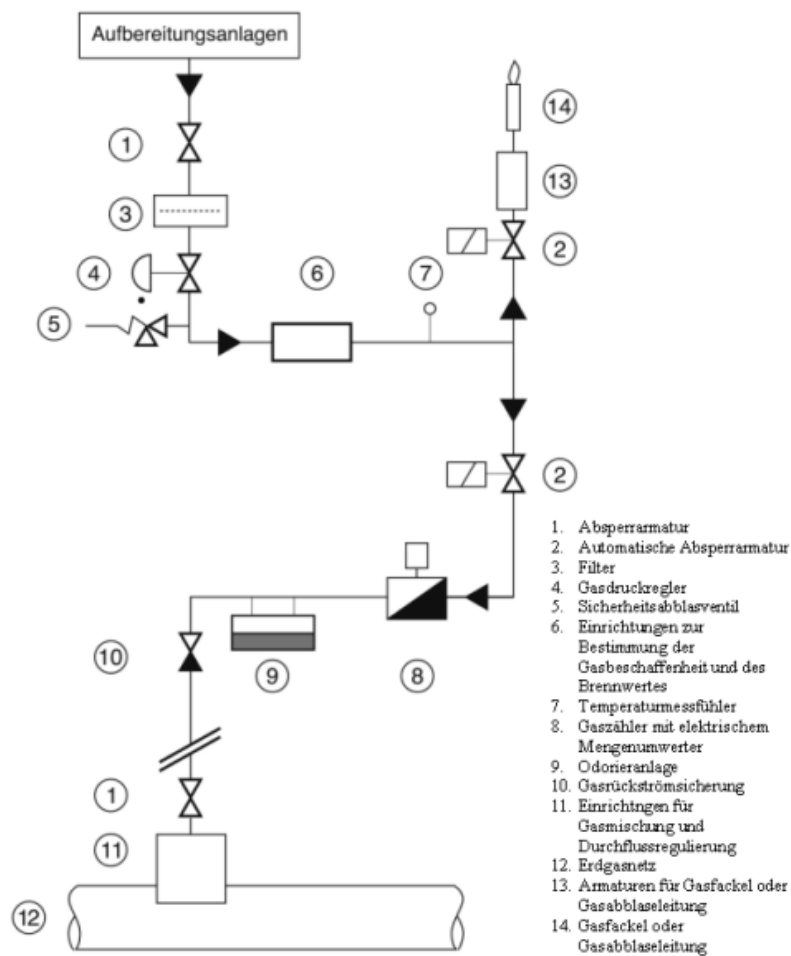 Aufbereitungsanlagen
14
1
13
3
2
4
6
7
5
2
10
9
8
1
11
12
1. Absperrarmatur
2. Automatische Absperrarmatur
3. Filter
4. Gasdruckregler
5. Sicherheitsabblasventil
6. Einrichtungen zur
Bestimmung der
Gasbeschaffenheit und des
Brennwertes
7. Temperaturmessfühler
8. Gaszähler mit elektrischem
Mengenumwerter
9. Odorieranlage
10. Gasrückströmsicherung
11. Einrichtngen für
Gasmischung und
Durchflussregulierung
12. Erdgasnetz
13. Armaturen für Gasfackel oder
Gasabblaseleitung
14. Gasfackel oder
Gasabblaseleitung